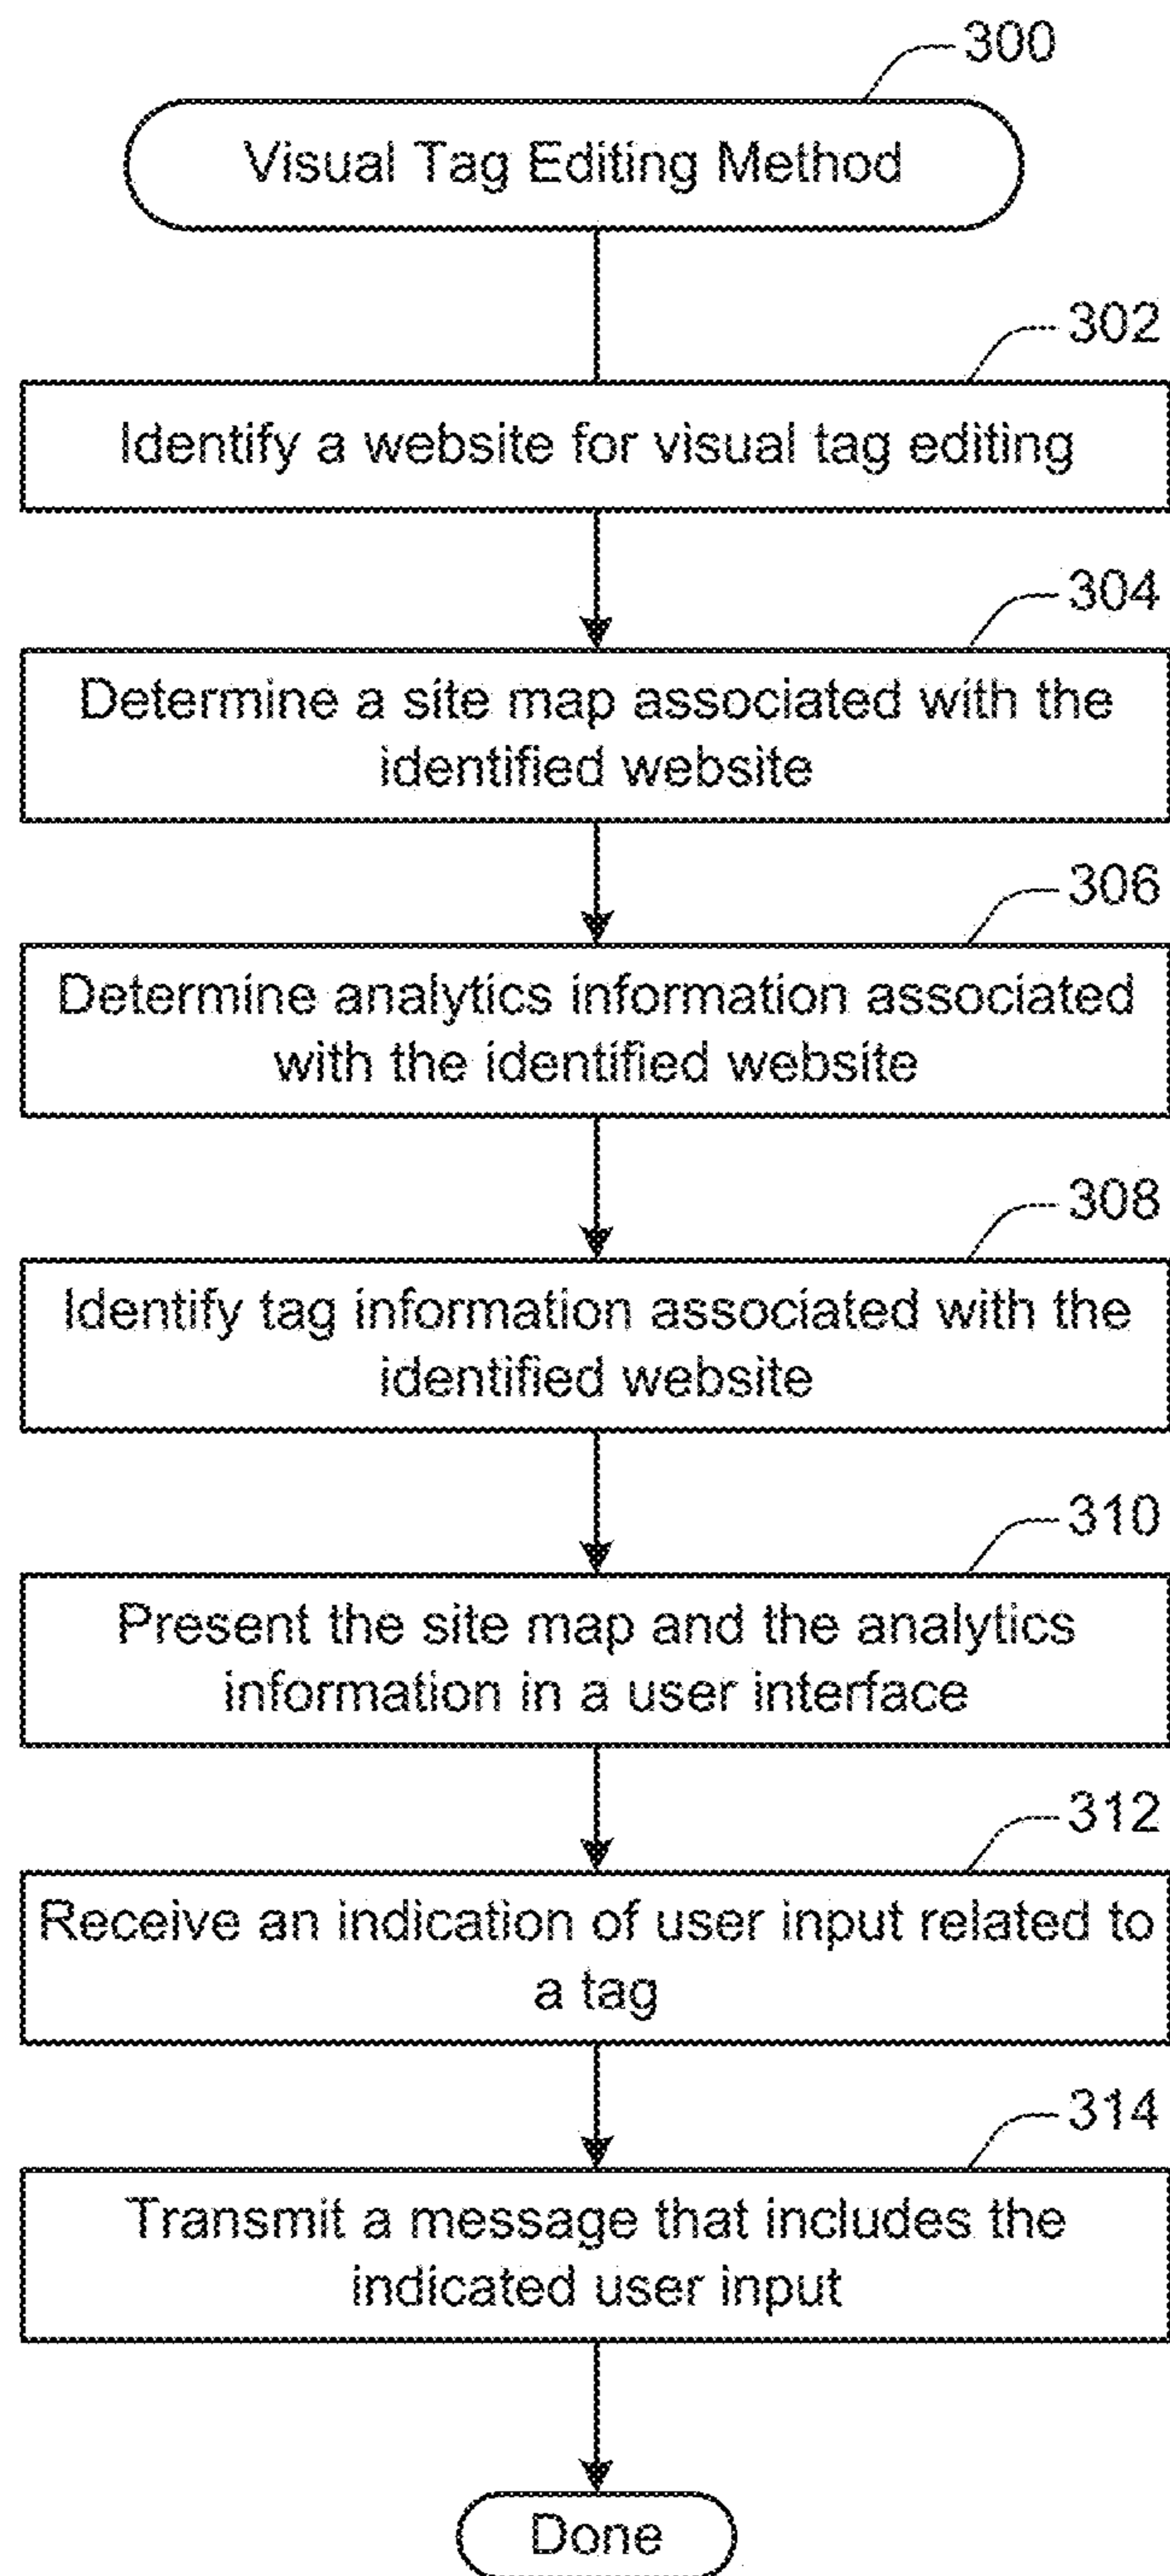 300
Visual Tag Editing Method
302
Identify a website for visual tag editing
304
Determine a site map associated with the
identified website
306
Determine analytics information associated
with the identified website
308
Identify tag information associated with the
identified website
310
Present the site map and the analytics
information in a user interface
312
Receive an indication of user input related to
a tag
314
Transmit a message that includes the
indicated user input
Done